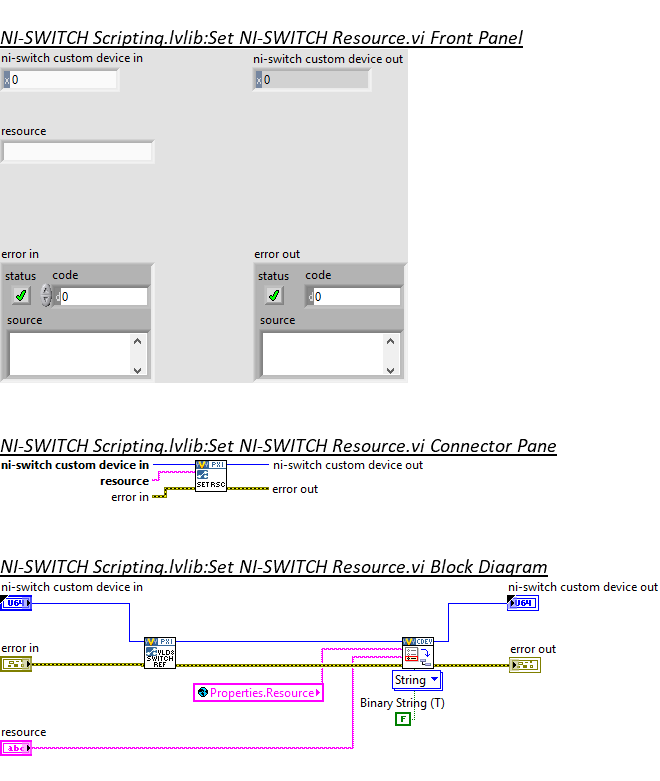 NI-SWITCH Scripting.lvlib:Set NI-SWITCH Resource.vi Front Panel
ni-switch custom device in
ni-switch custom device out
x 0
x 0
resource
error in
error out
status
code
status
code
d 0
d 0
source
source
NI-SWITCH Scripting.lvlib:Set NI-SWITCH Resource.vi Connector Pane
ni-switch custom device in
PXI
ni-switch custom device out
resource
SETRSC
error in
error out
NI-SWITCH Scripting.lvlib:Set NI-SWITCH Resource.vi Block Diagram
ni-switch custom device in
ni-switch custom device out
U64
U64
error in
PXI
CDEV
error out
VLD8
SWITCH
REF
String
Properties.Resource
Binary String (T)
F
resource
abc